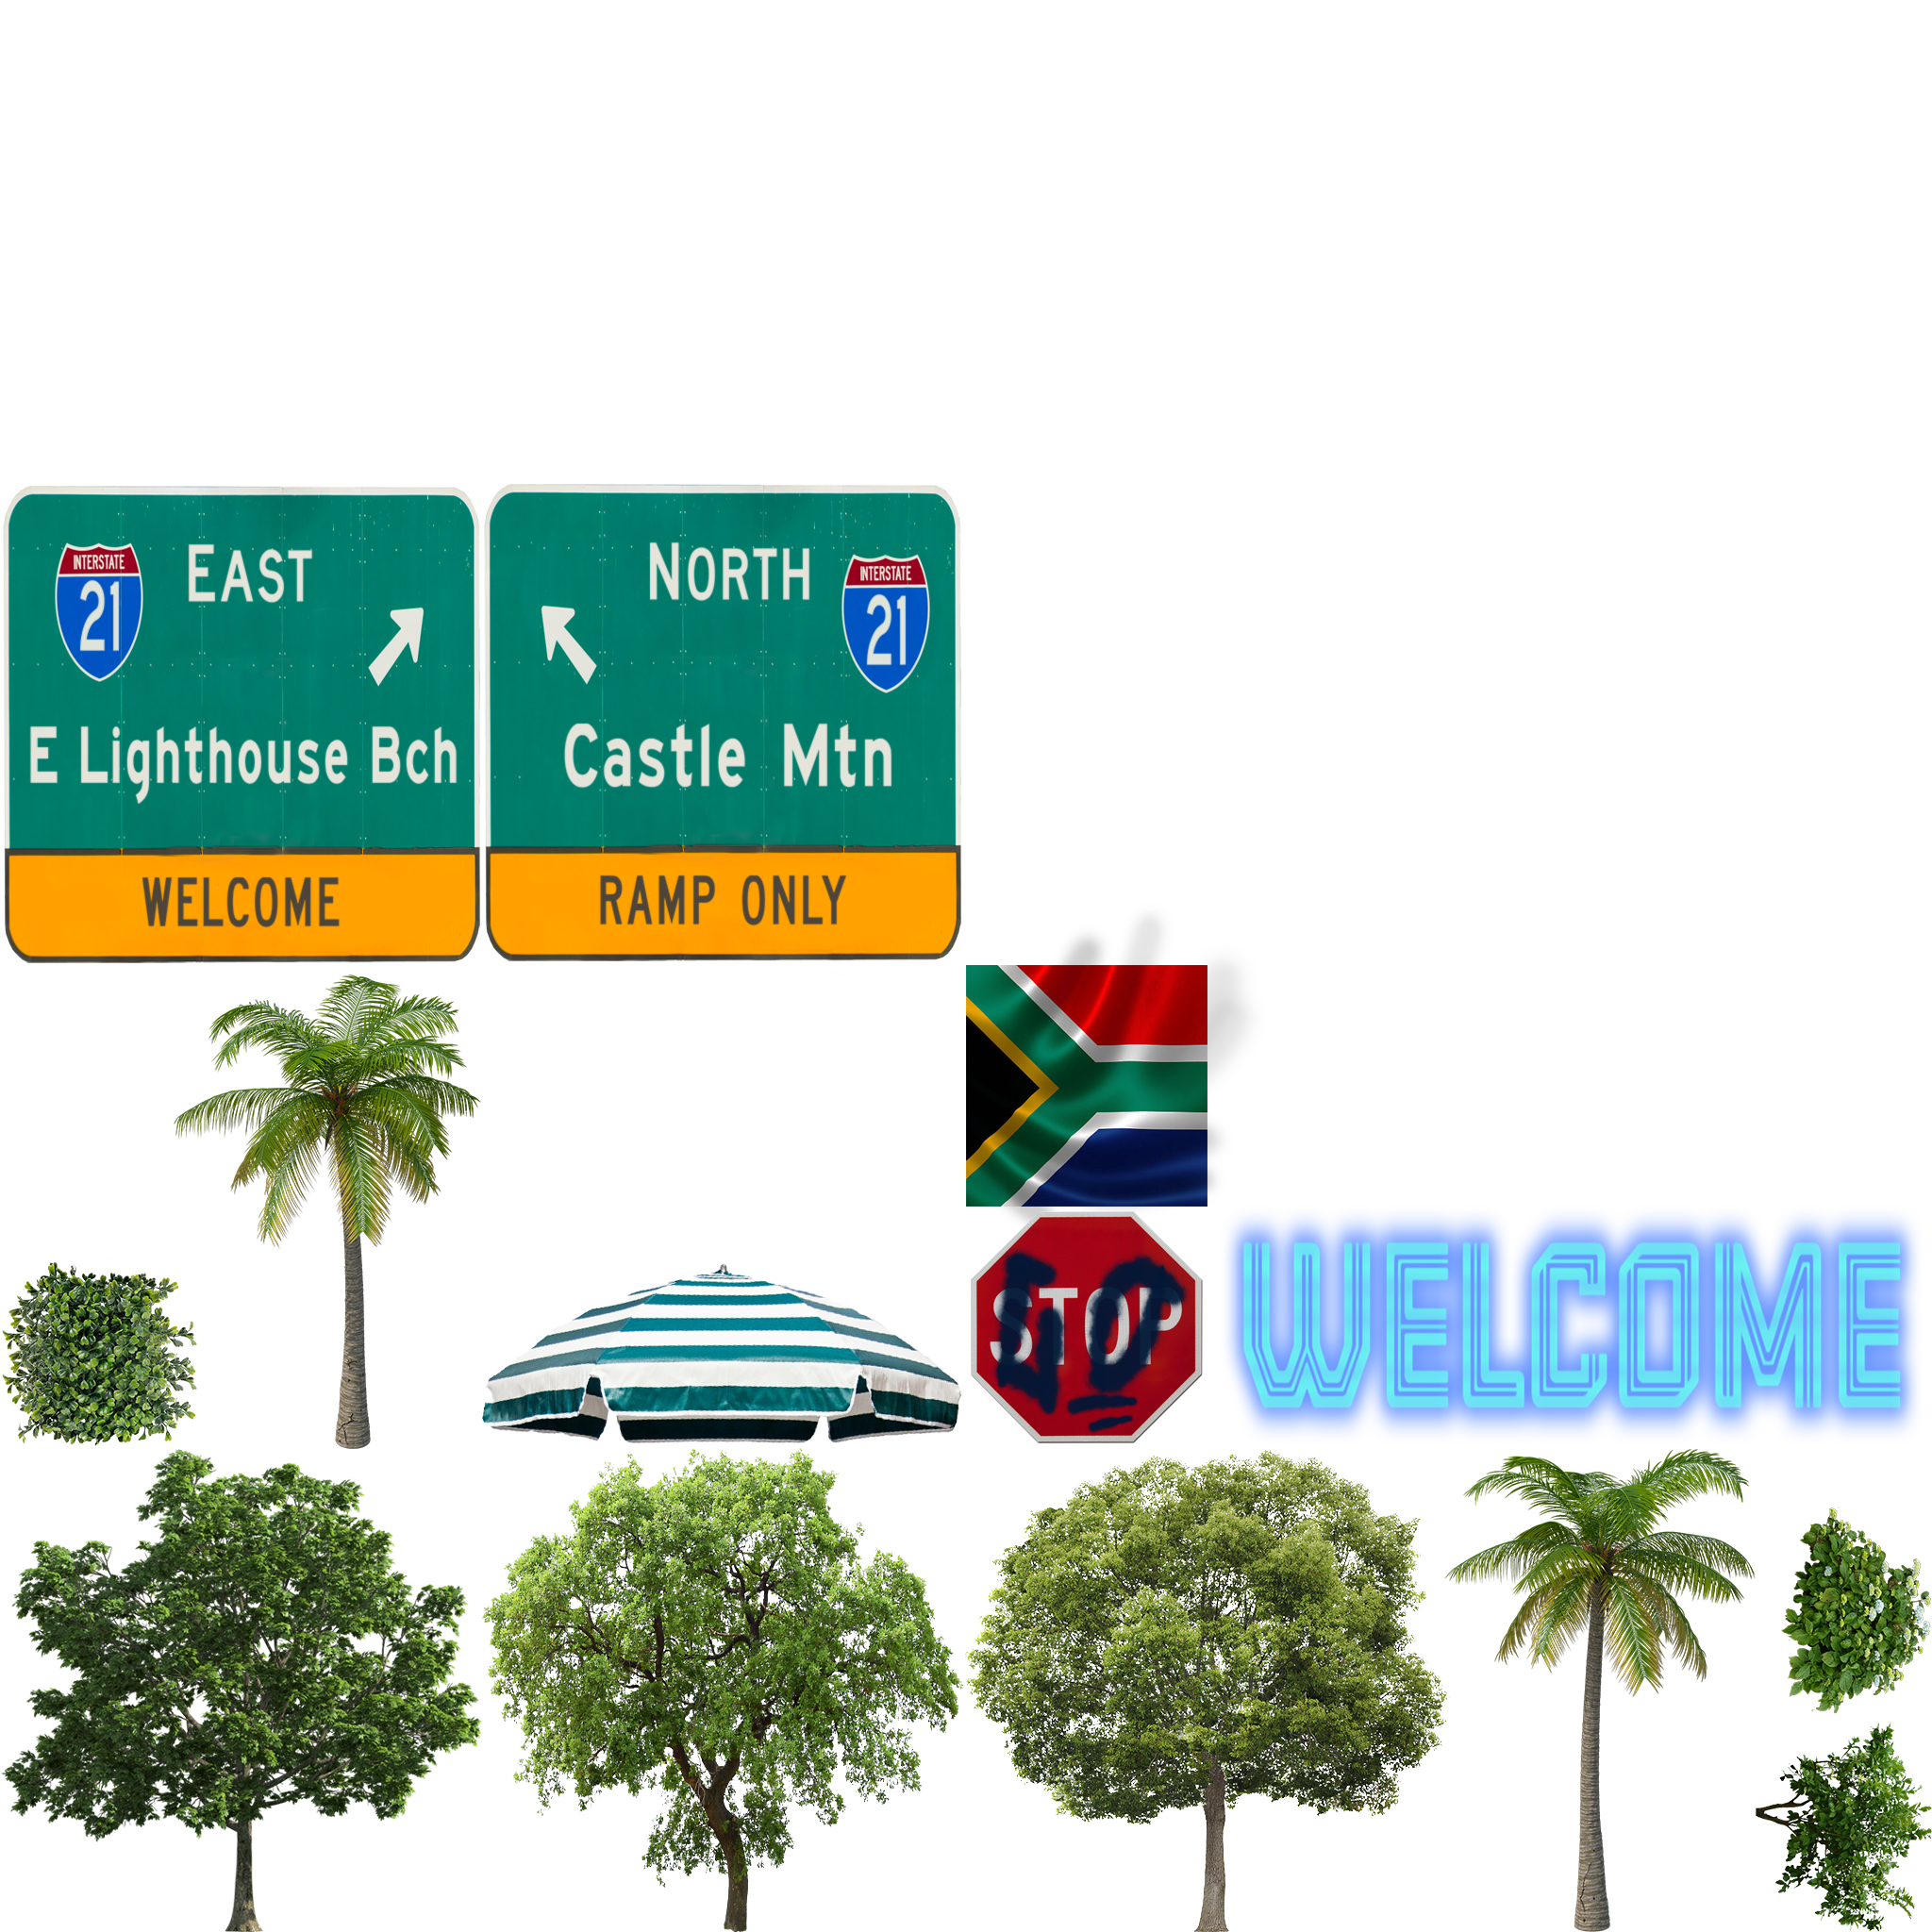 INTERSTATE
21
EAST
E Lighthouse Bch
WELCOME
NORTH
INTERSTATE
21
Castle Mtn
RAMP ONLY
STOP
GO
WELCOME